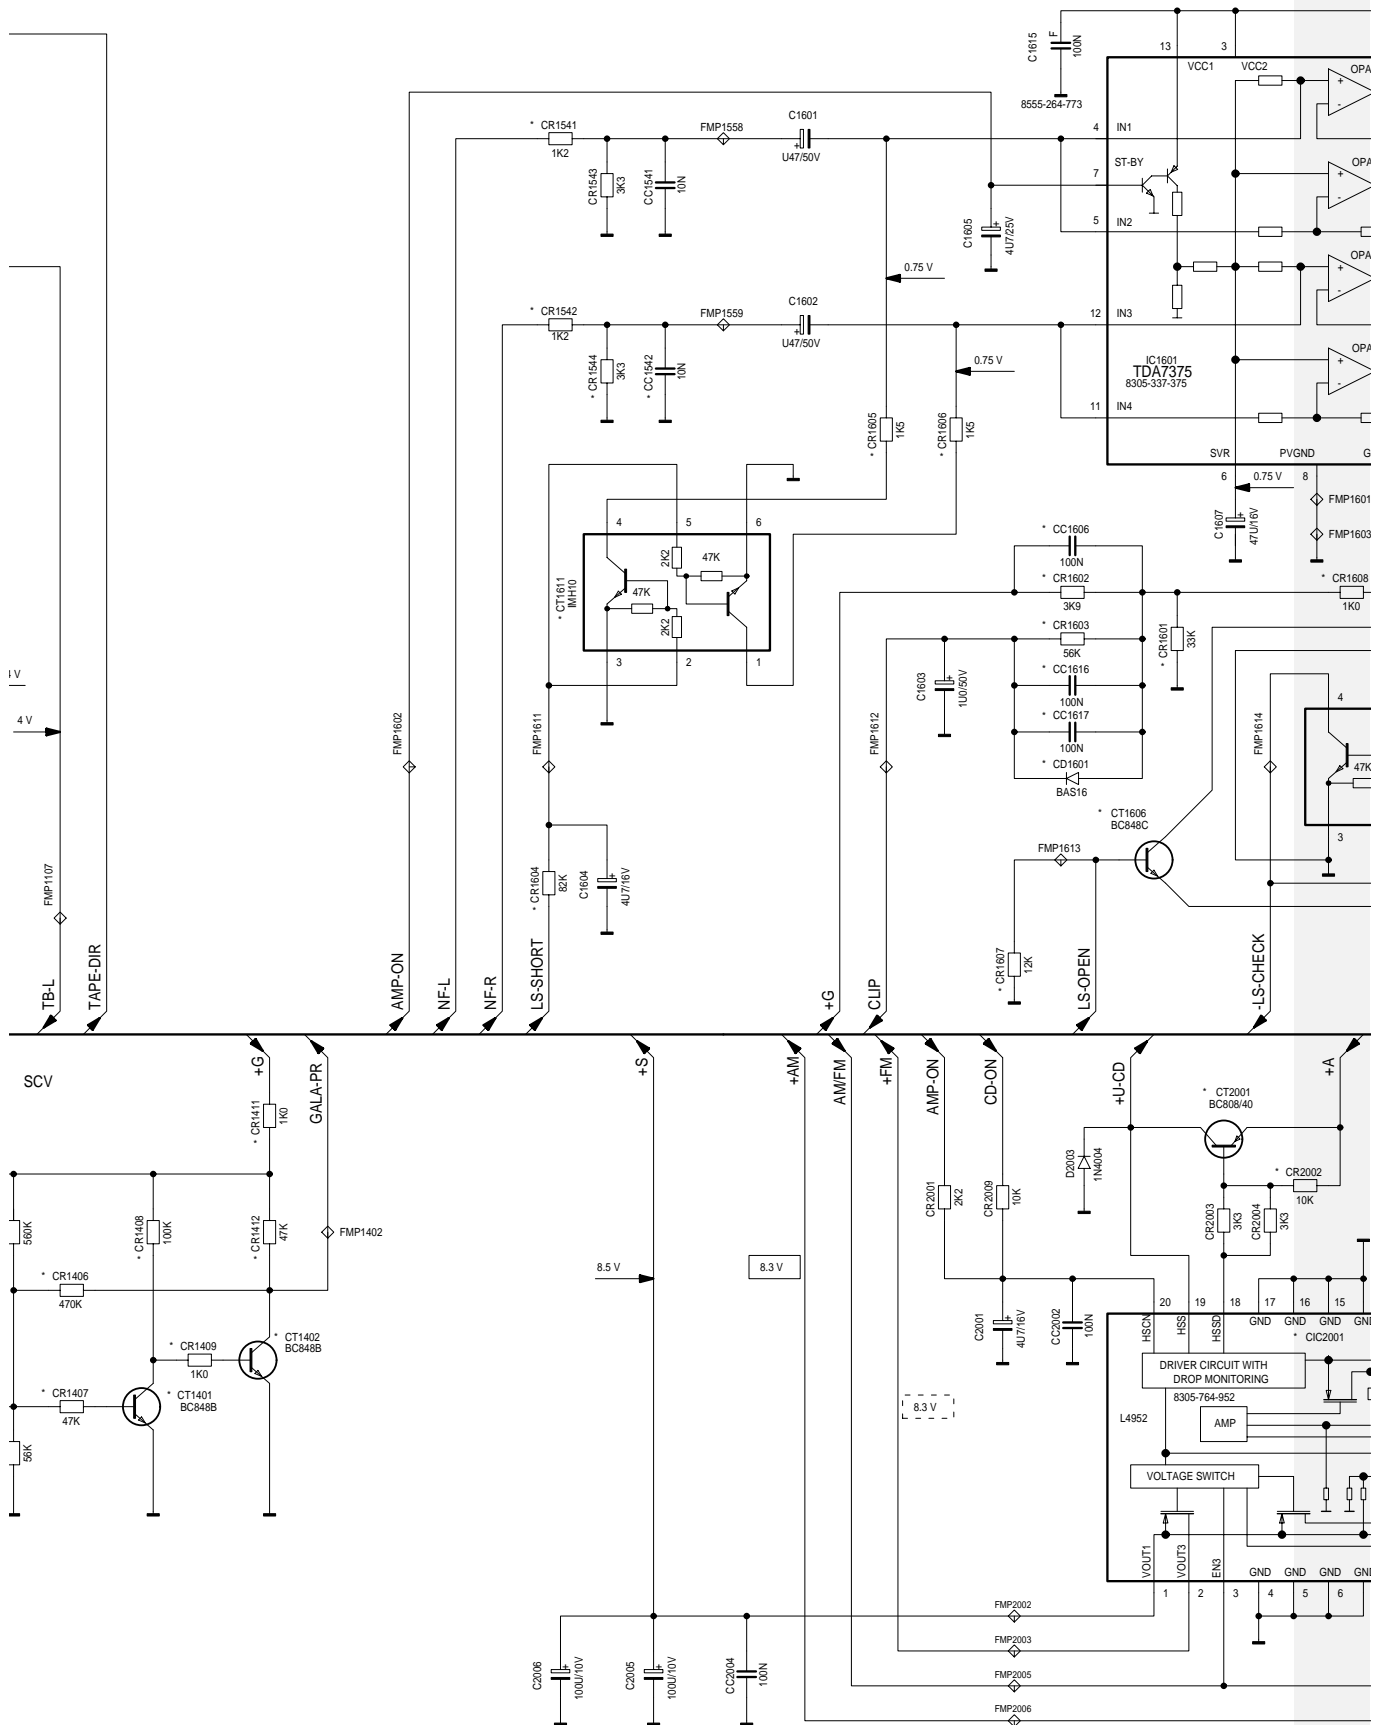 C1615
F
100N
8555-264-773
13
3
VCC1
VCC2
OPA
* CR1541
1K2
FMP1558
C1601
+
U47/50V
4
IN1
+
-
CR1543
3K3
CC1541
10N
ST-BY
7
OPA
+
-
C1605
+
4U7/25V
5
IN2
0.75 V
OPA
+
-
* CR1542
1K2
FMP1559
C1602
+
U47/50V
12
IN3
* CR1544
3K3
* CC1542
10N
0.75 V
IC1601
TDA7375
8305-337-375
OPA
+
-
* CR1605
1K5
* CR1606
1K5
11
IN4
SVR
PVGND
G
6
0.75 V
8
FMP1601
C1607
+
47U/16V
FMP1603
4
5
6
* CT1611
IMH10
2K2
47K
47K
2K2
3
2
1
* CC1606
100N
* CR1602
3K9
* CR1603
56K
* CC1616
100N
* CC1617
100N
* CD1601
BAS16
* CR1601
33K
* CR1608
1K0
C1603
+
1U0/50V
4 V
4 V
FMP1602
FMP1611
FMP1612
FMP1614
4
47K
3
* CT1606
BC848C
FMP1613
FMP1107
* CR1604
82K
C1604
+
4U7/16V
* CR1607
12K
TB-L
TAPE-DIR
AMP-ON
NF-L
NF-R
LS-SHORT
+G
CLIP
LS-OPEN
-LS-CHECK
SCV
+G
GALA-PR
+S
+AM
AM/FM
+FM
AMP-ON
CD-ON
+U-CD
+A
* CR1411
1K0
* CT2001
BC808/40
D2003
1N4004
* CR2002
10K
560K
* CR1408
100K
* CR1412
47K
FMP1402
CR2001
2K2
CR2009
10K
CR2003
3K3
CR2004
3K3
8.5 V
8.3 V
* CR1406
470K
* CR1409
1K0
* CT1402
BC848B
* CR1407
47K
* CT1401
BC848B
56K
C2001
+
4U7/16V
CC2002
100N
20
19
18
17
16
15
HSCN
HSS
HSSD
GND
GND
GND
GND
* CIC2001
DRIVER CIRCUIT WITH
DROP MONITORING
8305-764-952
8.3 V
L4952
AMP
VOLTAGE SWITCH
VOUT1
VOUT3
EN3
GND
GND
GND
GND
1
2
3
4
5
6
FMP2002
FMP2003
FMP2005
FMP2006
C2006
+
100U/10V
C2005
+
100U/10V
CC2004
100N